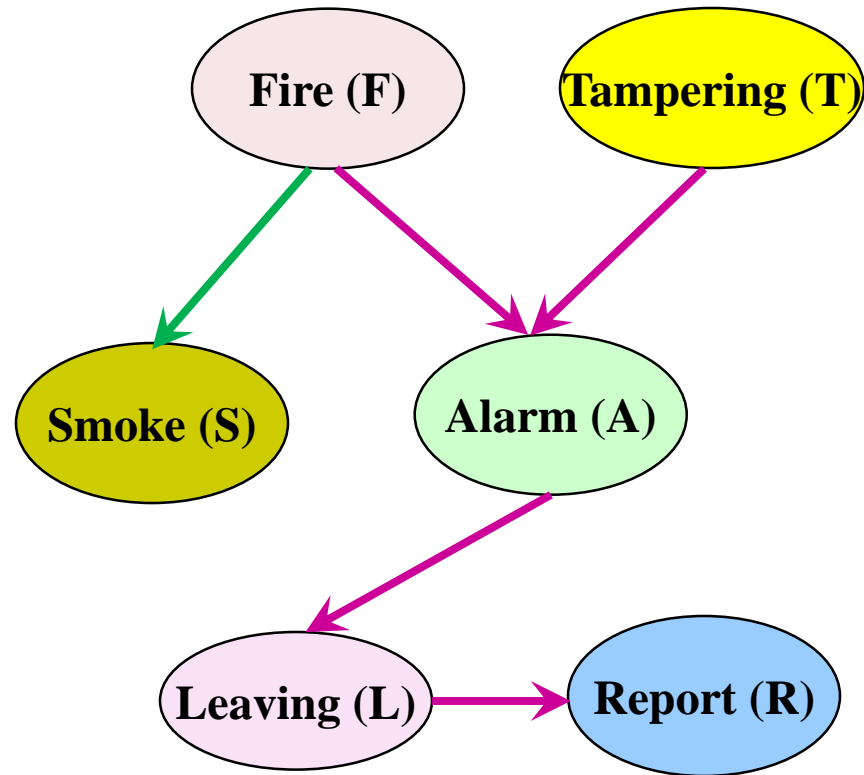 Fire (F)
Tampering (T)
Smoke (S)
Alarm (A)
Leaving (L)
Report (R)